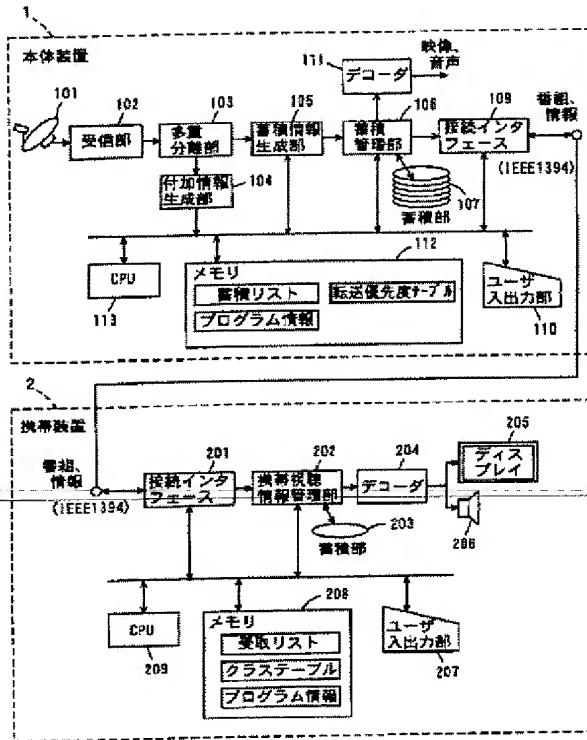 1
本体装置
111
デコーダ
映像、
音声
101
102
受信部
103
多重
分離部
105
蓄積情報
生成部
106
蓄積
管理部
109
接続インタ
フェース
番組、
情報
(IEEE1394)
付加情報
生成部
104
107
蓄積部
112
CPU
113
メモリ
蓄積リスト
転送優先度テーブル
プログラム情報
ユーザ
入出力部
110
2
携帯装置
番組、
情報
(IEEE1394)
201
接続インタ
フェース
202
携帯視聴
情報管理部
204
デコーダ
205
ディス
プレイ
206
203
蓄積部
208
CPU
209
メモリ
受取リスト
クラステーブル
プログラム情報
ユーザ
入出力部
207